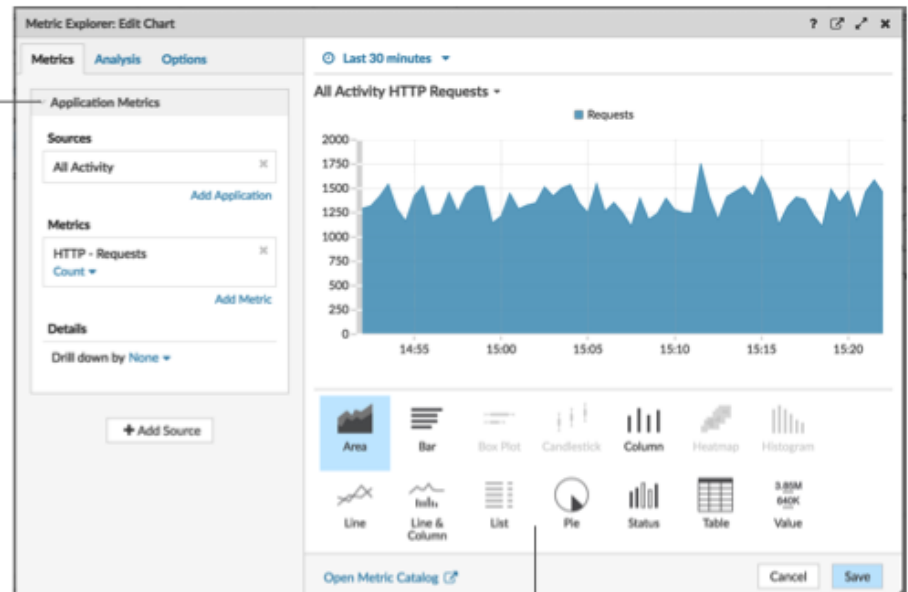 Metric Explorer: Edit Chart ?
Metrics Analysis Options
Last 30 minutes
Application Metrics
Sources
All Activity
Add Application
Metrics
HTTP - Requests
Count
Add Metric
Details
Drill down by None
+ Add Source
All Activity HTTP Requests
Requests
2000
1750
1500
1250
1000
750
500
250
0
14:55 15:00 15:05 15:10 15:15 15:20
Area Bar Box Plot Candlestick Column Heatmap Histogram
3.85M
640K
Line Line & Column List Pie Status Table Value
Open Metric Catalog
Cancel Save